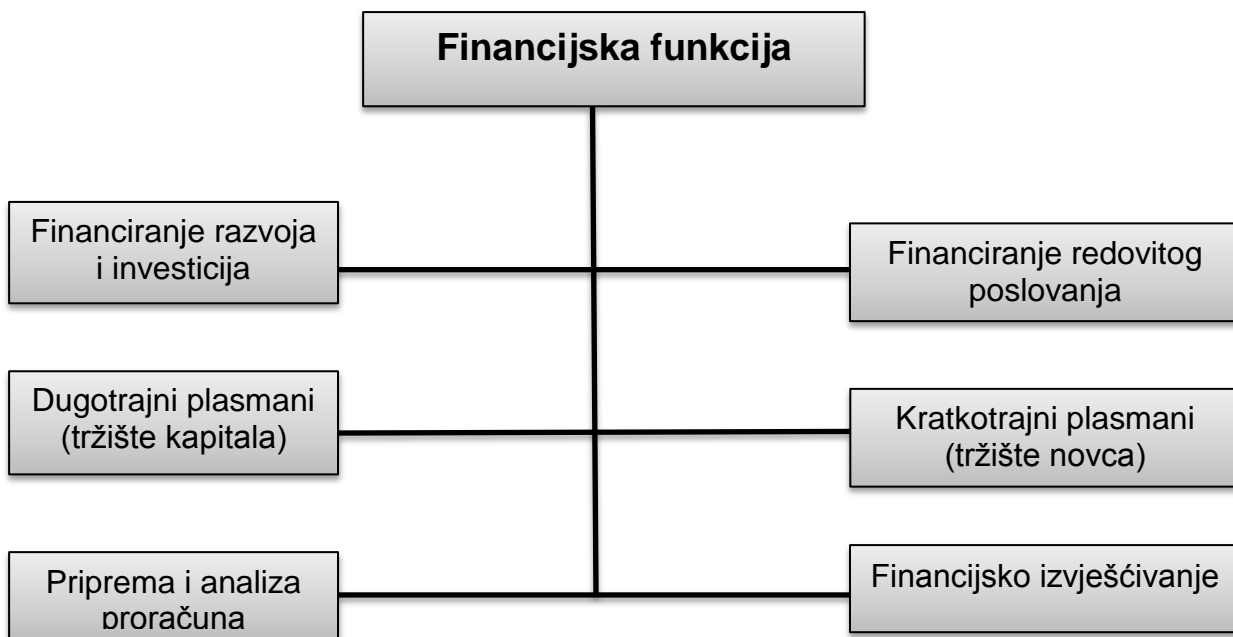 Financijska funkcija
Financiranje razvoja
i investicija
Financiranje redovitog
poslovanja
Dugotrajni plasmani
(tržište kapitala)
Kratkotrajni plasmani
(tržište novca)
Priprema i analiza
proračuna
Financijsko izvješćivanje